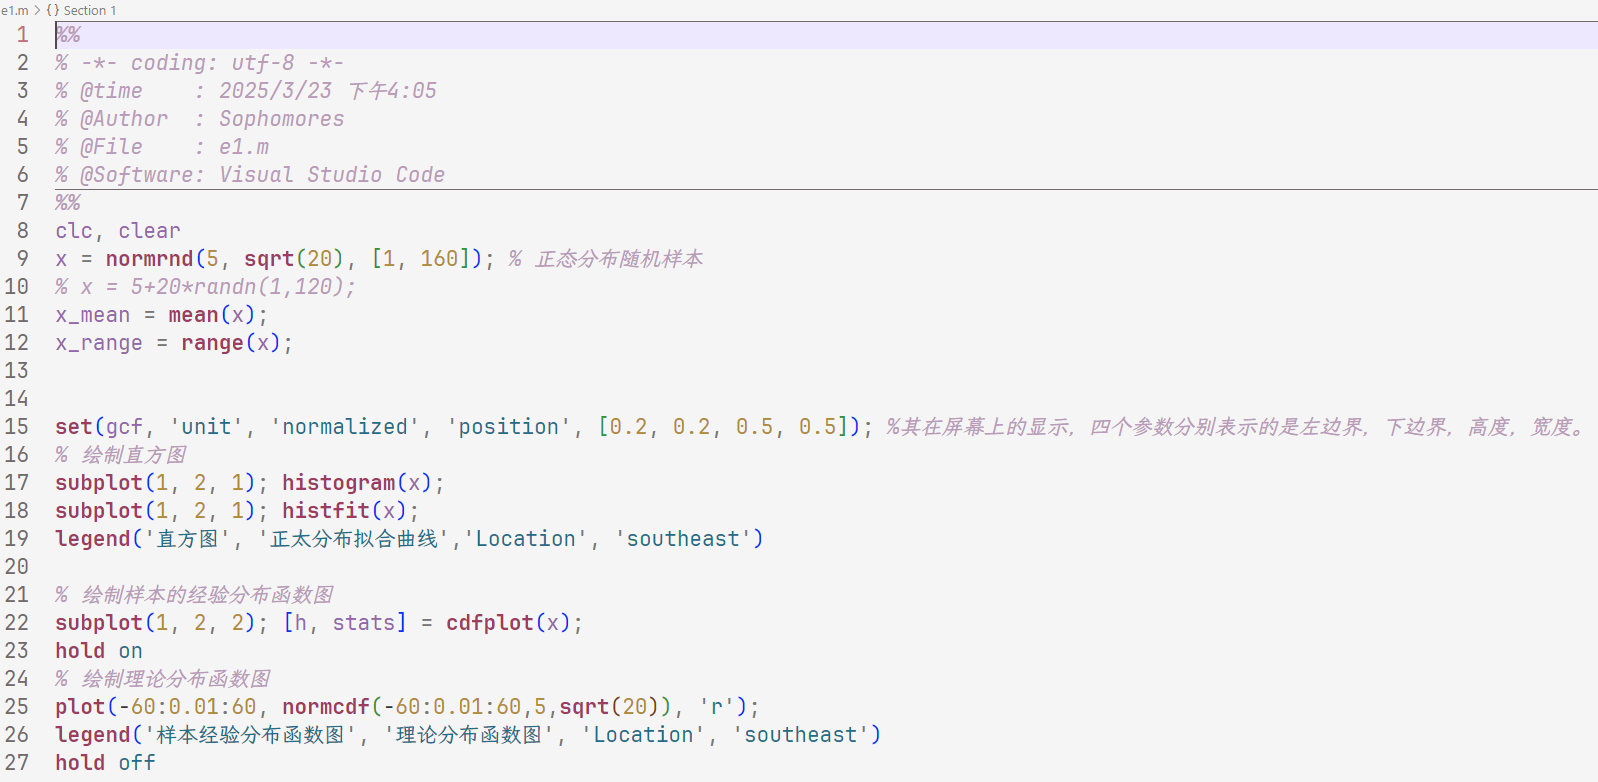 e1.m > {} Section 1
1 %%
2 % -*- coding: utf-8 -*-
3 % @time    : 2025/3/23 下午4:05
4 % @Author  : Sophomores
5 % @File    : e1.m
6 % @Software: Visual Studio Code
7 %%
8 clc, clear
9 x = normrnd(5, sqrt(20), [1, 160]); % 正态分布随机样本
10 % x = 5+20*randn(1,120);
11 x_mean = mean(x);
12 x_range = range(x);
13
14
15 set(gcf, 'unit', 'normalized', 'position', [0.2, 0.2, 0.5, 0.5]); %其在屏幕上的显示, 四个参数分别表示的是左边界, 下边界, 高度, 宽度。
16 % 绘制直方图
17 subplot(1, 2, 1); histogram(x);
18 subplot(1, 2, 1); histfit(x);
19 legend('直方图', '正太分布拟合曲线','Location', 'southeast')
20
21 % 绘制样本的经验分布函数图
22 subplot(1, 2, 2); [h, stats] = cdfplot(x);
23 hold on
24 % 绘制理论分布函数图
25 plot(-60:0.01:60, normcdf(-60:0.01:60,5,sqrt(20)), 'r');
26 legend('样本经验分布函数图', '理论分布函数图', 'Location', 'southeast')
27 hold off